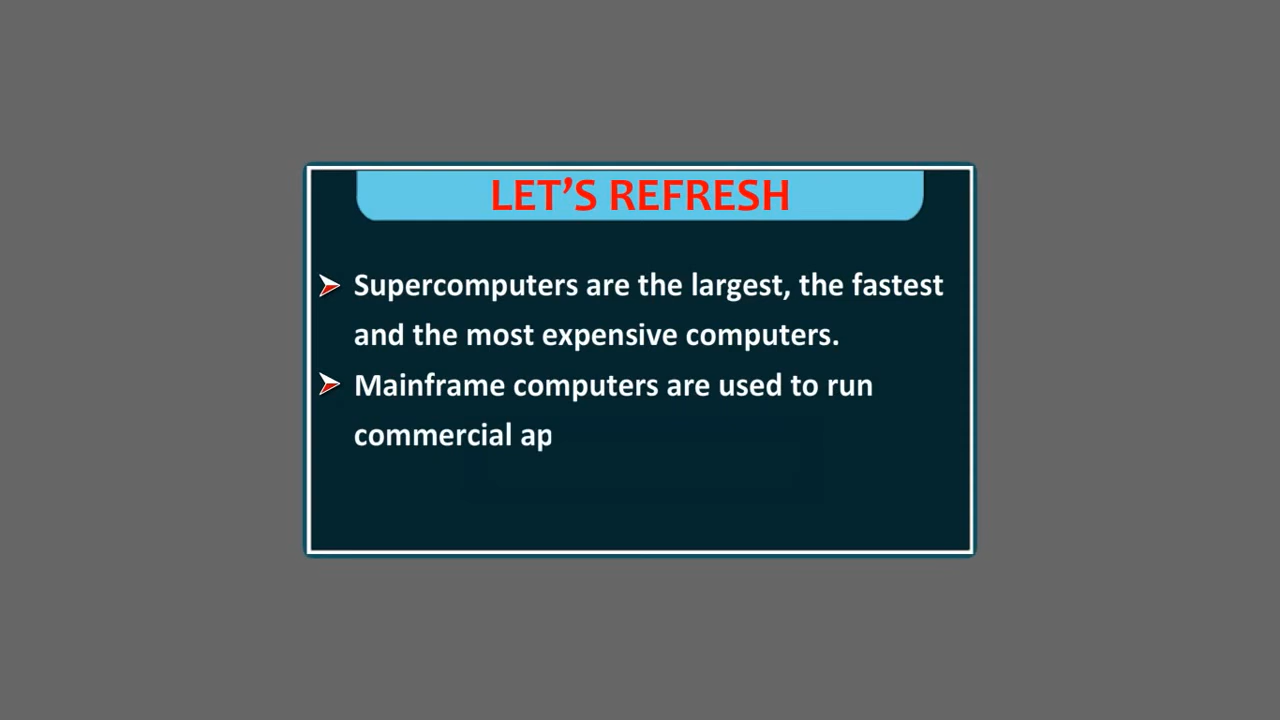 LET'S REFRESH
Supercomputers are the largest, the fastest
and the most expensive computers.
Mainframe computers are used to run
commercial ap